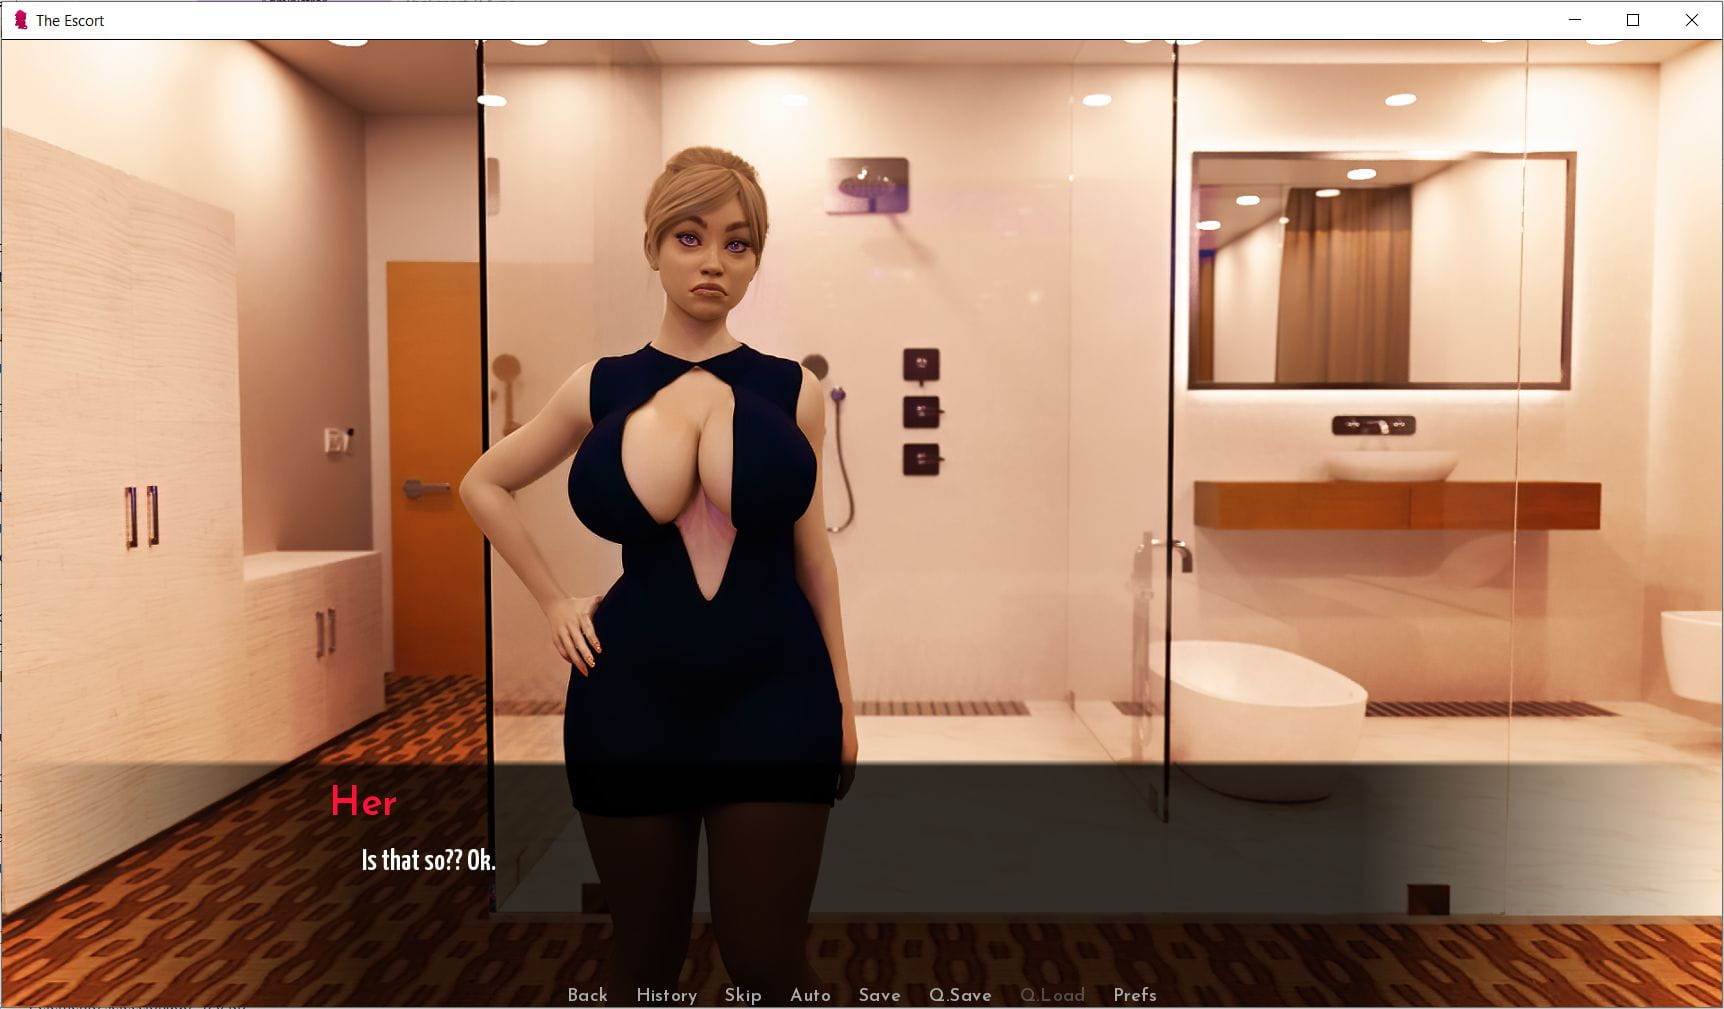 The Escort
Her
Is that so?? Ok.
Back History Skip Auto Save Q.Save Q.Load Prefs